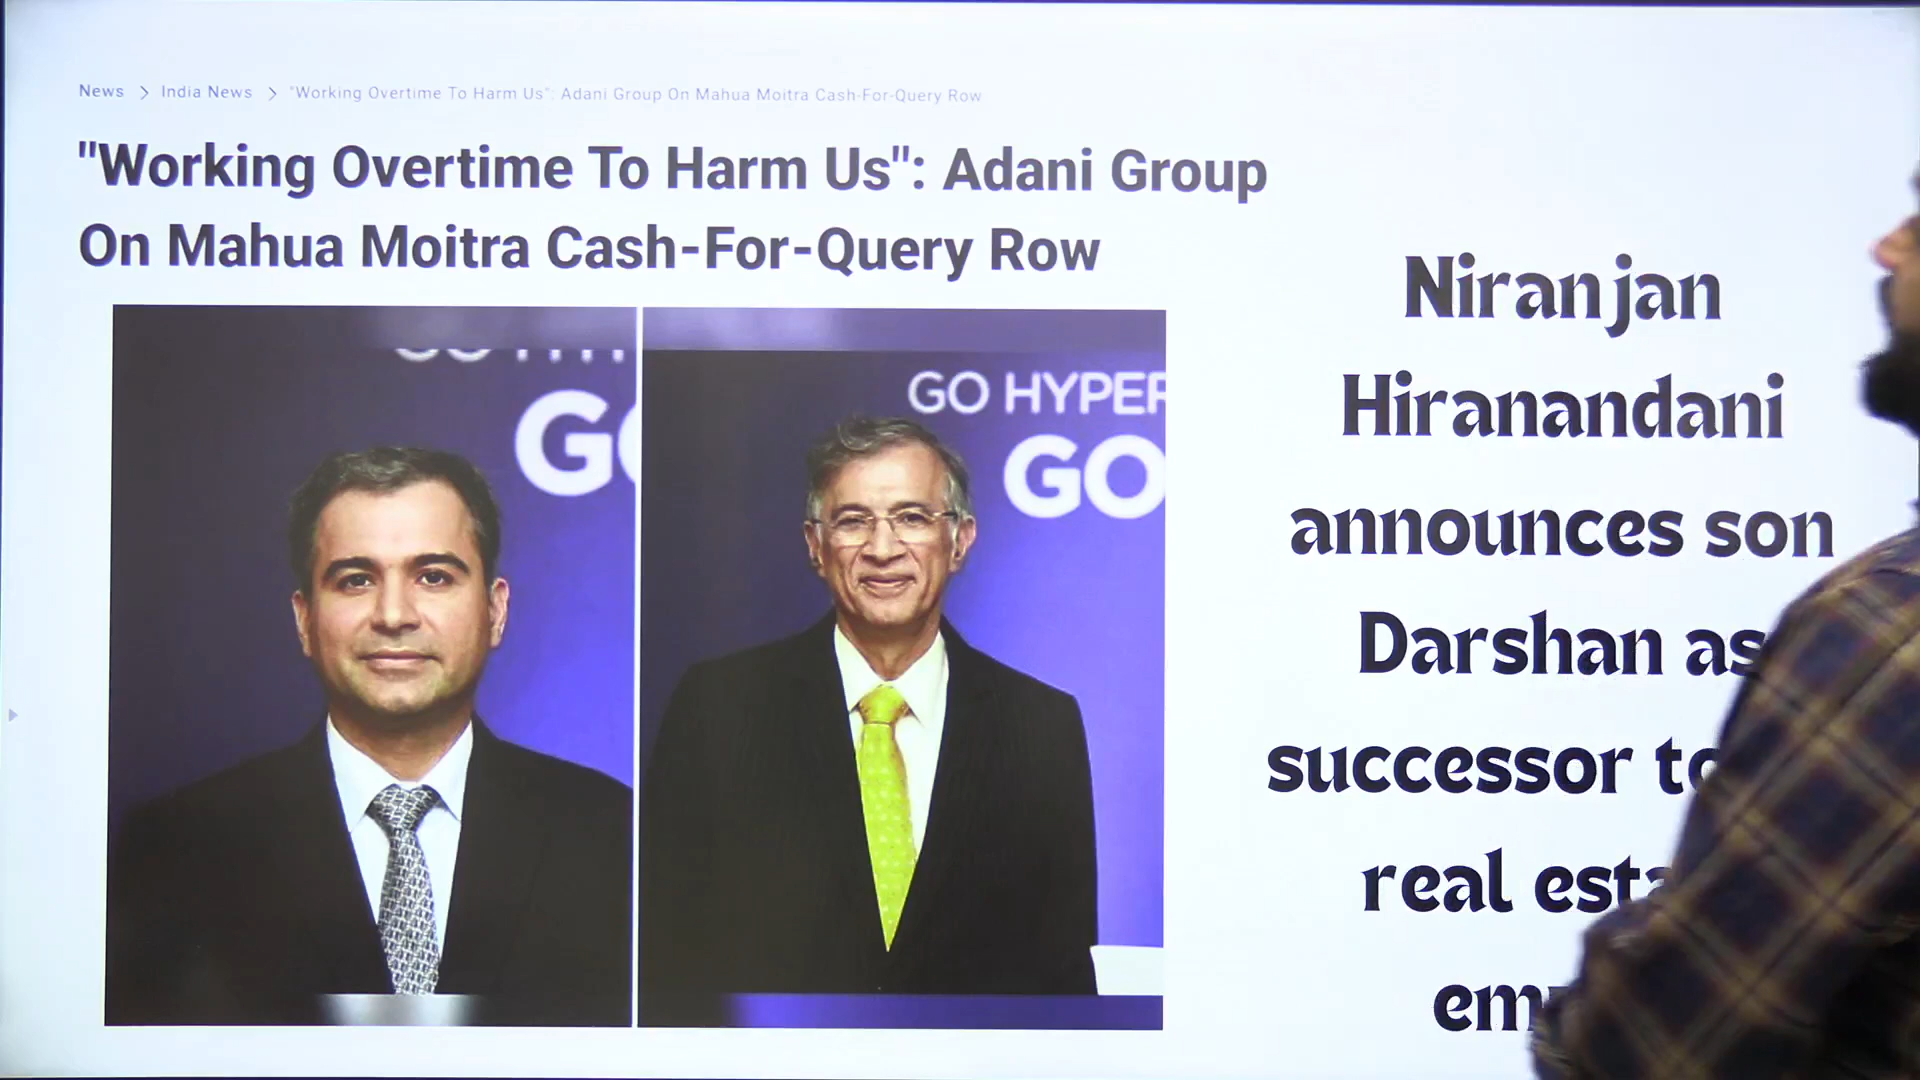 News > India News > "Working Overtime To Harm Us": Adani Group On Mahua Moitra Cash-For-Query Row
"Working Overtime To Harm Us": Adani Group
On Mahua Moitra Cash-For-Query Row
GO
GO HYPER
GO
Niranjan
Hiranandani
announces son
Darshan as
successor to
real